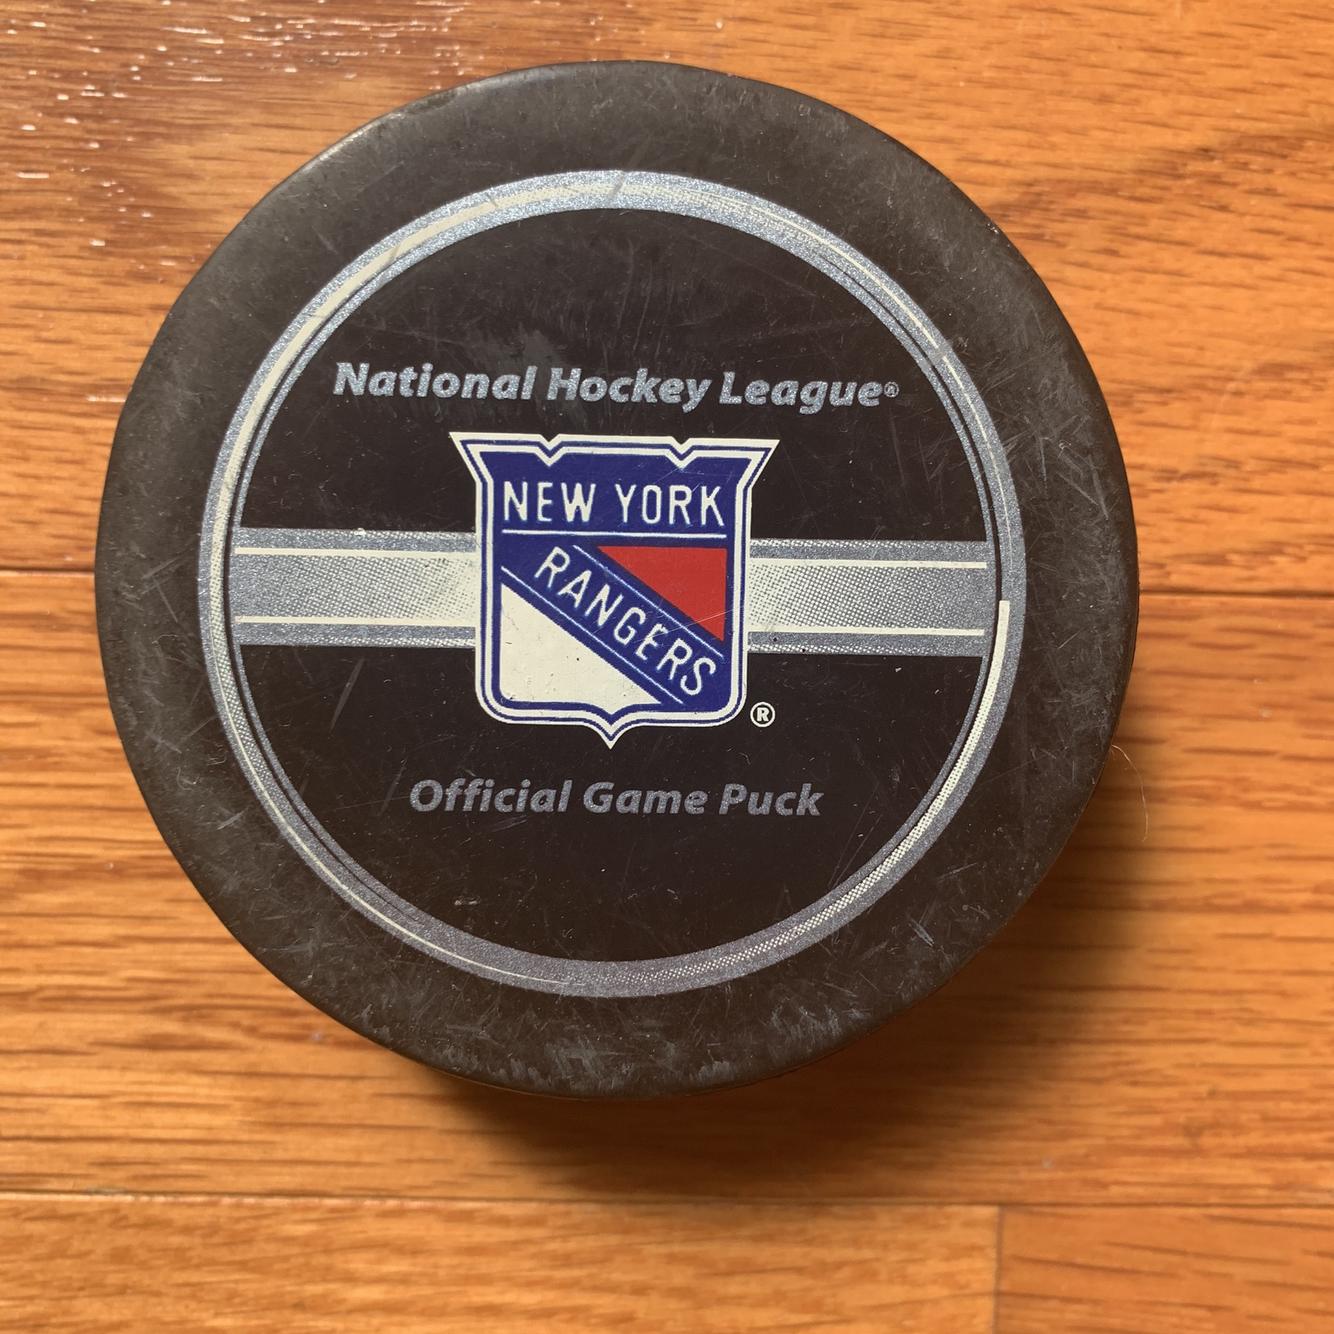 National Hockey League®
NEW YORK
RANGERS
®
Official Game Puck